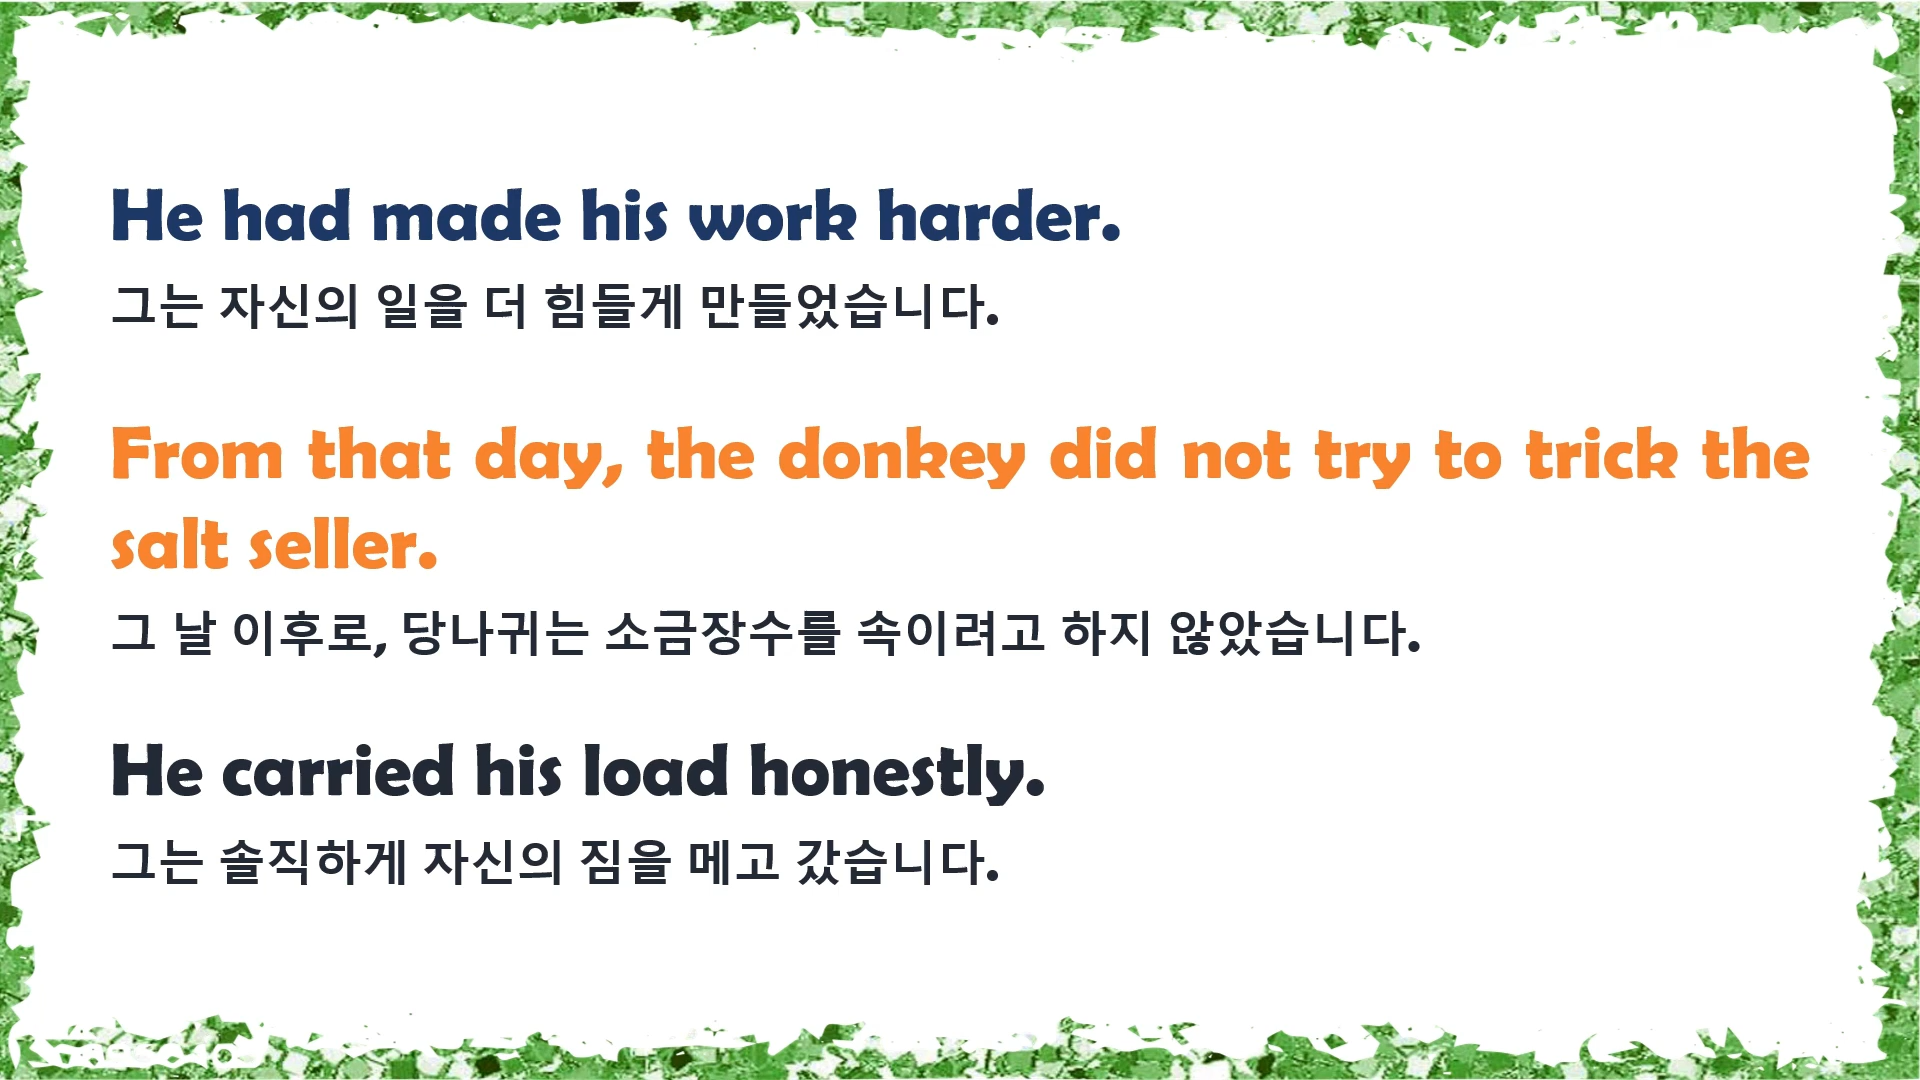 He had made his work harder.
그는 자신의 일을 더 힘들게 만들었습니다.
From that day, the donkey did not try to trick the
salt seller.
그 날 이후로, 당나귀는 소금장수를 속이려고 하지 않았습니다.
He carried his load honestly.
그는 솔직하게 자신의 짐을 메고 갔습니다.